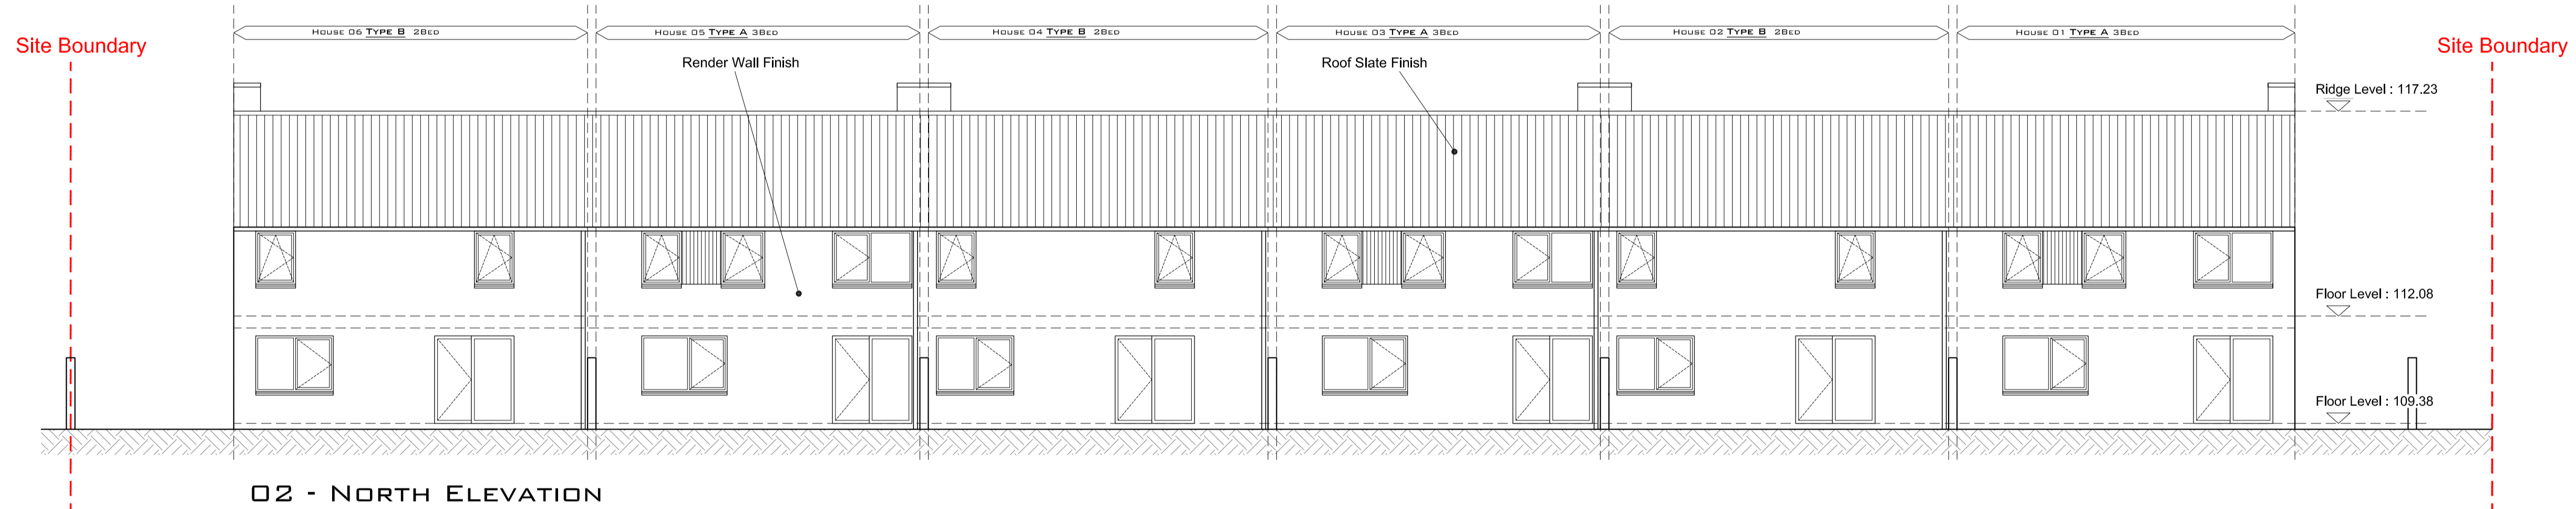 House 06 Type B 2Bed
House 05 Type A 3Bed
House 04 Type B 2Bed
House 03 Type A 3Bed
House 02 Type B 2Bed
House 01 Type A 3Bed
Site Boundary
Site Boundary
Render Wall Finish
Roof Slate Finish
Ridge Level : 117.23
Floor Level : 112.08
Floor Level : 109.38
02 - North Elevation